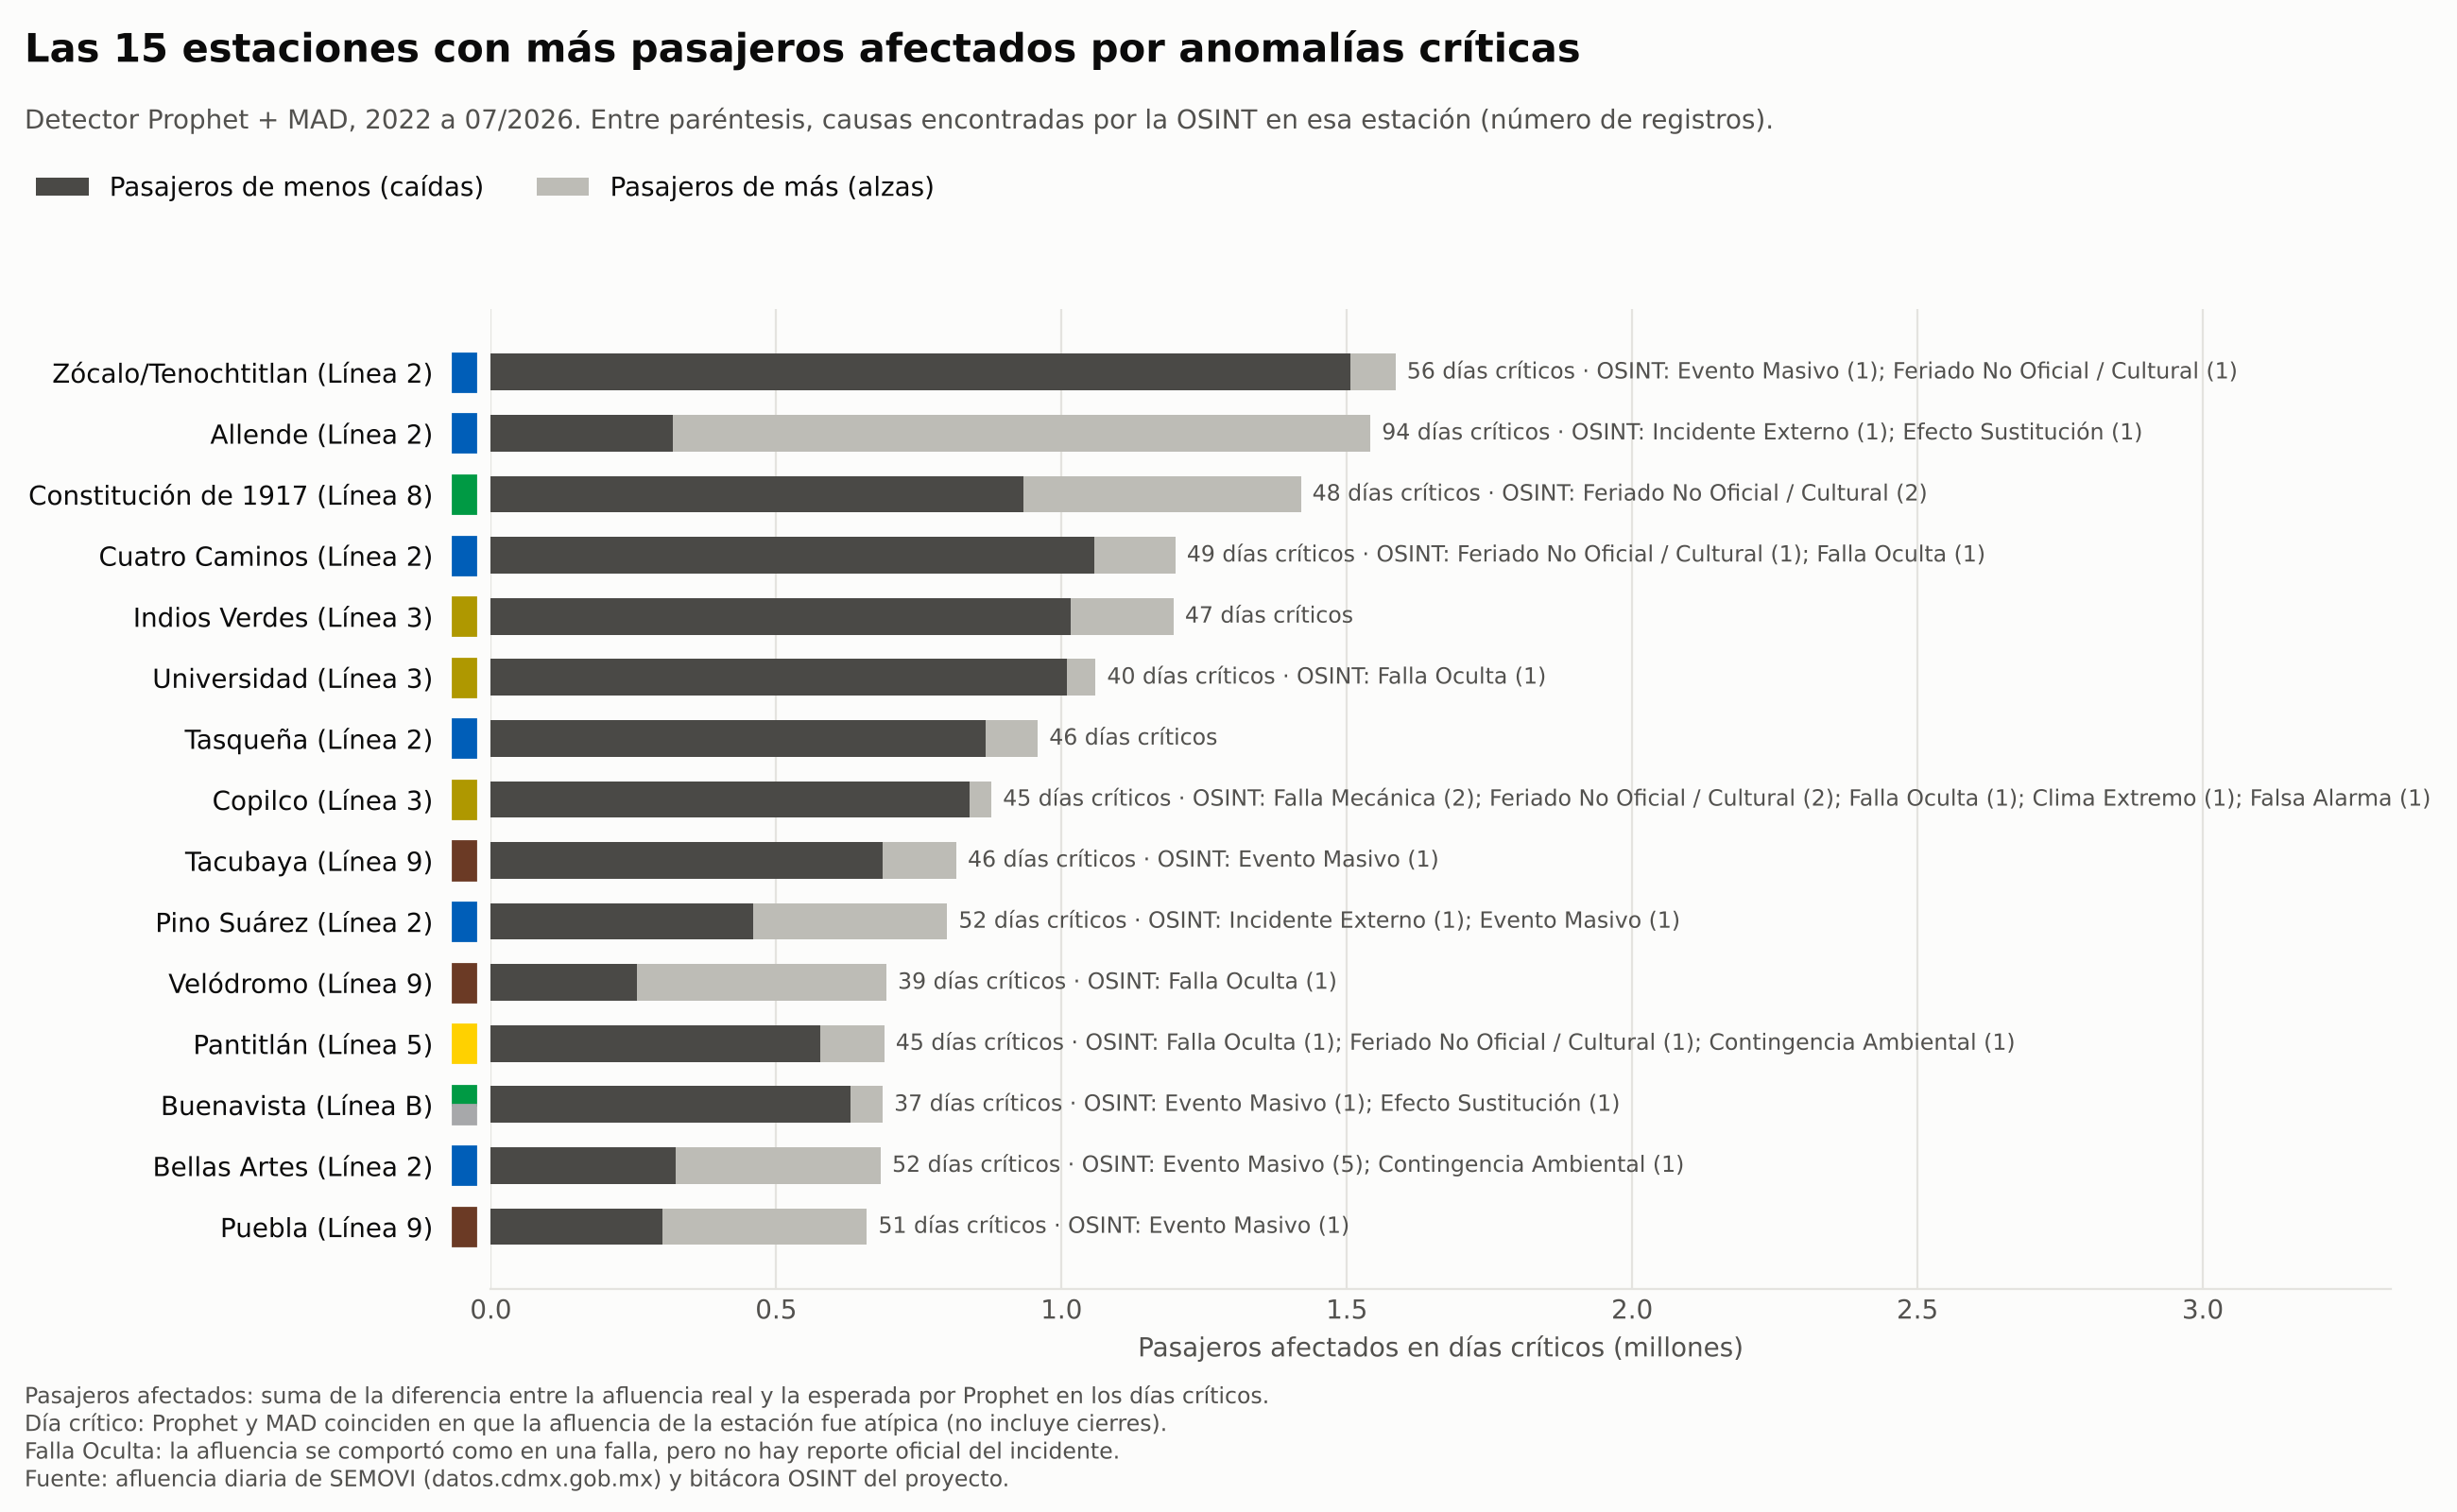 Las 15 estaciones con más pasajeros afectados por anomalías críticas
Detector Prophet + MAD, 2022 a 07/2026. Entre paréntesis, causas encontradas por la OSINT en esa estación (número de registros).
Pasajeros de menos (caídas)
Pasajeros de más (alzas)
Zócalo/Tenochtitlan (Línea 2)
56 días críticos · OSINT: Evento Masivo (1); Feriado No Oficial / Cultural (1)
Allende (Línea 2)
94 días críticos · OSINT: Incidente Externo (1); Efecto Sustitución (1)
Constitución de 1917 (Línea 8)
48 días críticos · OSINT: Feriado No Oficial / Cultural (2)
Cuatro Caminos (Línea 2)
49 días críticos · OSINT: Feriado No Oficial / Cultural (1); Falla Oculta (1)
Indios Verdes (Línea 3)
47 días críticos
Universidad (Línea 3)
40 días críticos · OSINT: Falla Oculta (1)
Tasqueña (Línea 2)
46 días críticos
Copilco (Línea 3)
45 días críticos · OSINT: Falla Mecánica (2); Feriado No Oficial / Cultural (2); Falla Oculta (1); Clima Extremo (1); Falsa Alarma (1)
Tacubaya (Línea 9)
46 días críticos · OSINT: Evento Masivo (1)
Pino Suárez (Línea 2)
52 días críticos · OSINT: Incidente Externo (1); Evento Masivo (1)
Velódromo (Línea 9)
39 días críticos · OSINT: Falla Oculta (1)
Pantitlán (Línea 5)
45 días críticos · OSINT: Falla Oculta (1); Feriado No Oficial / Cultural (1); Contingencia Ambiental (1)
Buenavista (Línea B)
37 días críticos · OSINT: Evento Masivo (1); Efecto Sustitución (1)
Bellas Artes (Línea 2)
52 días críticos · OSINT: Evento Masivo (5); Contingencia Ambiental (1)
Puebla (Línea 9)
51 días críticos · OSINT: Evento Masivo (1)
0.0 0.5 1.0 1.5 2.0 2.5 3.0
Pasajeros afectados en días críticos (millones)
Pasajeros afectados: suma de la diferencia entre la afluencia real y la esperada por Prophet en los días críticos.
Día crítico: Prophet y MAD coinciden en que la afluencia de la estación fue atípica (no incluye cierres).
Falla Oculta: la afluencia se comportó como en una falla, pero no hay reporte oficial del incidente.
Fuente: afluencia diaria de SEMOVI (datos.cdmx.gob.mx) y bitácora OSINT del proyecto.